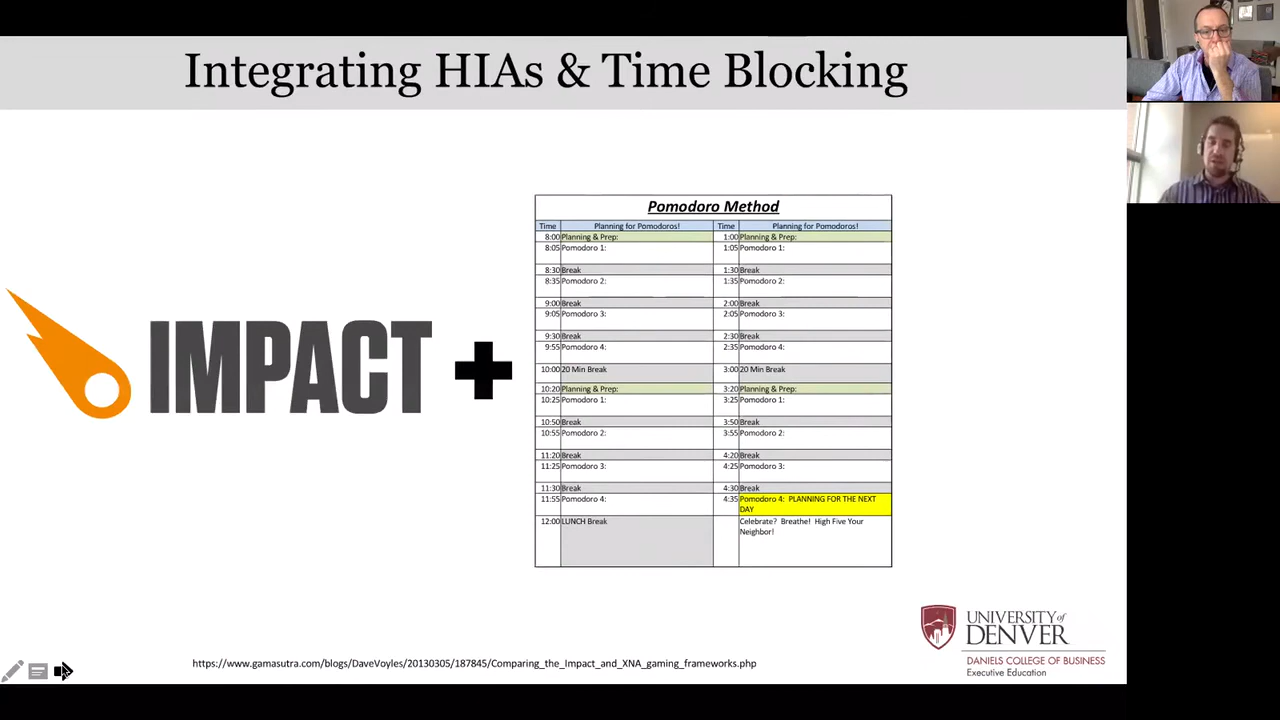 Integrating HIAs & Time Blocking
IMPACT
Pomodoro Method
Time Planning for Pomodoros! Time Planning for Pomodoros!
8:00 Planning & Prep: 1:00 Planning & Prep:
8:05 Pomodoro 1: 1:05 Pomodoro 1:
8:30 Break 1:30 Break
8:35 Pomodoro 2: 1:35 Pomodoro 2:
9:00 Break 2:00 Break
9:05 Pomodoro 3: 2:05 Pomodoro 3:
9:30 Break 2:30 Break
9:55 Pomodoro 4: 2:35 Pomodoro 4:
10:00 20 Min Break 3:00 20 Min Break
10:20 Planning & Prep: 3:20 Planning & Prep:
10:25 Pomodoro 1: 3:25 Pomodoro 1:
10:50 Break 3:50 Break
10:55 Pomodoro 2: 3:55 Pomodoro 2:
11:20 Break 4:20 Break
11:25 Pomodoro 3: 4:25 Pomodoro 3:
11:30 Break 4:30 Break
11:55 Pomodoro 4: 4:35 Pomodoro 4: PLANNING FOR THE NEXT
DAY
12:00 LUNCH Break Celebrate? Breathe! High Five Your
Neighbor!
UNIVERSITY of
DENVER
DANIELS COLLEGE OF BUSINESS
Executive Education
https://www.gamasutra.com/blogs/DaveVoyles/20130305/187845/Comparing_the_Impact_and_XNA_gaming_frameworks.php